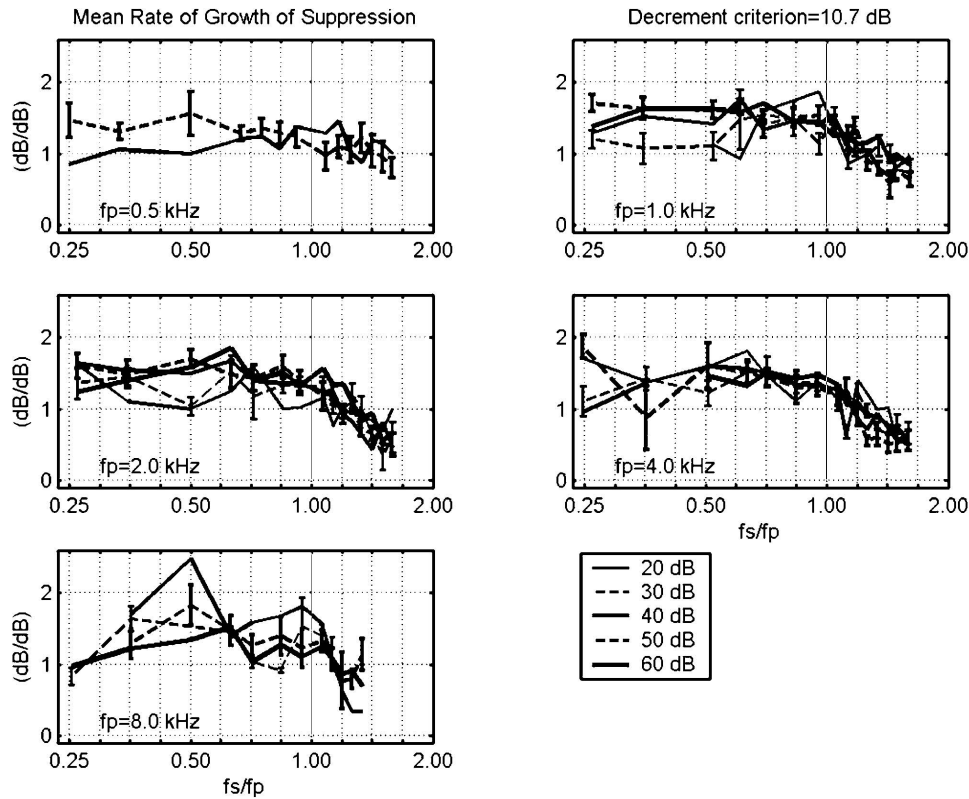 Mean Rate of Growth of Suppression
Decrement criterion=10.7 dB
(dB/dB)
2
1
0
fp=0.5 kHz
0.25 0.50 1.00 2.00
2
1
0
fp=1.0 kHz
0.25 0.50 1.00 2.00
(dB/dB)
2
1
0
fp=2.0 kHz
0.25 0.50 1.00 2.00
2
1
0
fp=4.0 kHz
0.25 0.50 1.00 2.00
fs/fp
(dB/dB)
2
1
0
fp=8.0 kHz
0.25 0.50 1.00 2.00
fs/fp
20 dB
30 dB
40 dB
50 dB
60 dB